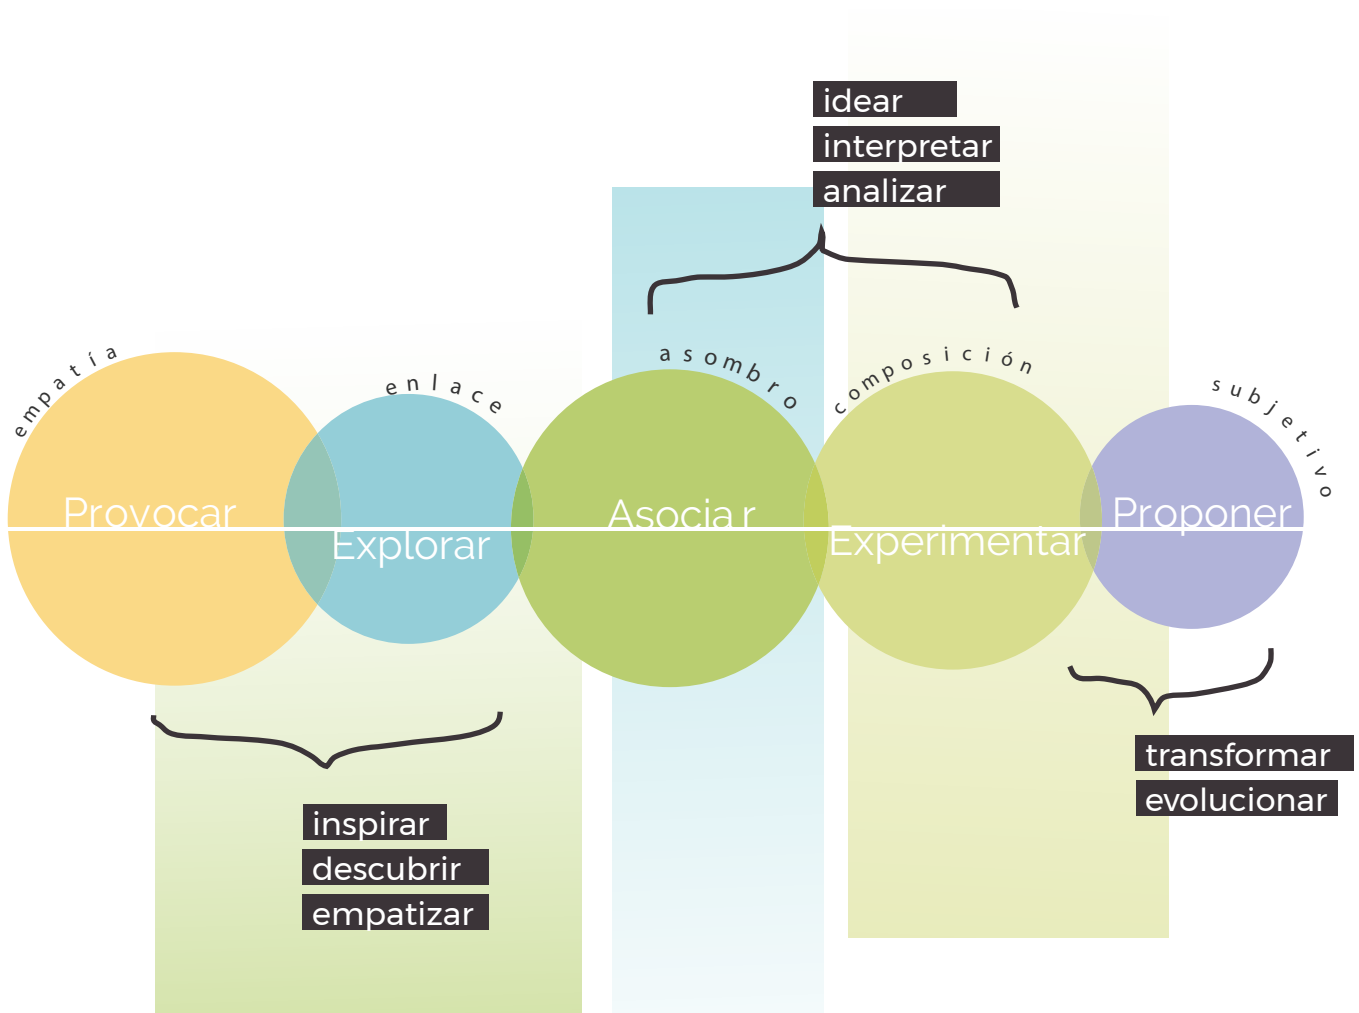 idear
interpretar
analizar
empatía
enlace
asombro
composición
subjetivo
Provocar
Explorar
Asociar
Experimentar
Proponer
inspirar
descubrir
empatizar
transformar
evolucionar